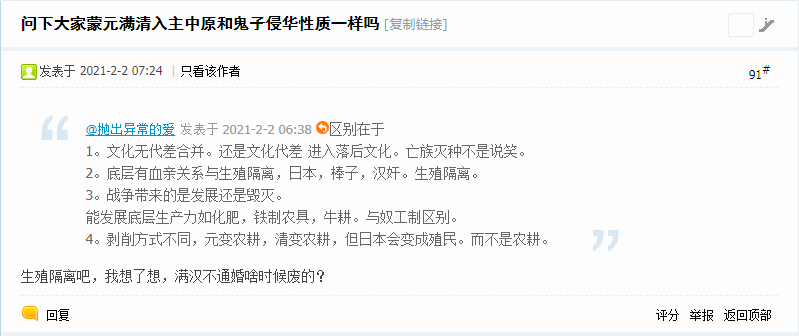 问下大家蒙元满清入主中原和鬼子侵华性质一样吗 [复制链接]
发表于 2021-2-2 07:24 | 只看该作者
91#
@抛出异常的爱 发表于 2021-2-2 06:38 区别在于
1。文化无代差合并。还是文化代差 进入落后文化。亡族灭种不是说笑。
2。底层有血亲关系与生殖隔离，日本，棒子，汉奸。生殖隔离。
3。战争带来的是发展还是毁灭。
能发展底层生产力如化肥，铁制农具，牛耕。与奴工制区别。
4。剥削方式不同，元变农耕，清变农耕，但日本会变成殖民。而不是农耕。
生殖隔离吧，我想了想，满汉不通婚啥时候废的？
回复
评分 举报 返回顶部